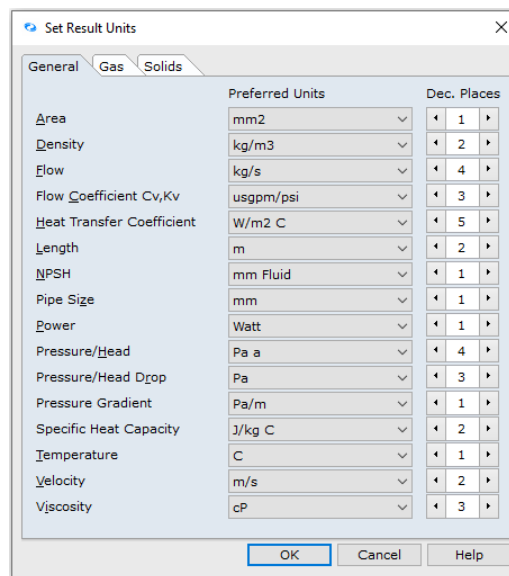 Set Result Units
General Gas Solids
Preferred Units Dec. Places
Area mm2 1
Density kg/m3 2
Flow kg/s 4
Flow Coefficient Cv,Kv usgpm/psi 3
Heat Transfer Coefficient W/m2 C 5
Length m 2
NPSH mm Fluid 1
Pipe Size mm 1
Power Watt 1
Pressure/Head Pa a 4
Pressure/Head Drop Pa 3
Pressure Gradient Pa/m 1
Specific Heat Capacity J/kg C 2
Temperature C 1
Velocity m/s 2
Viscosity cP 3
OK Cancel Help